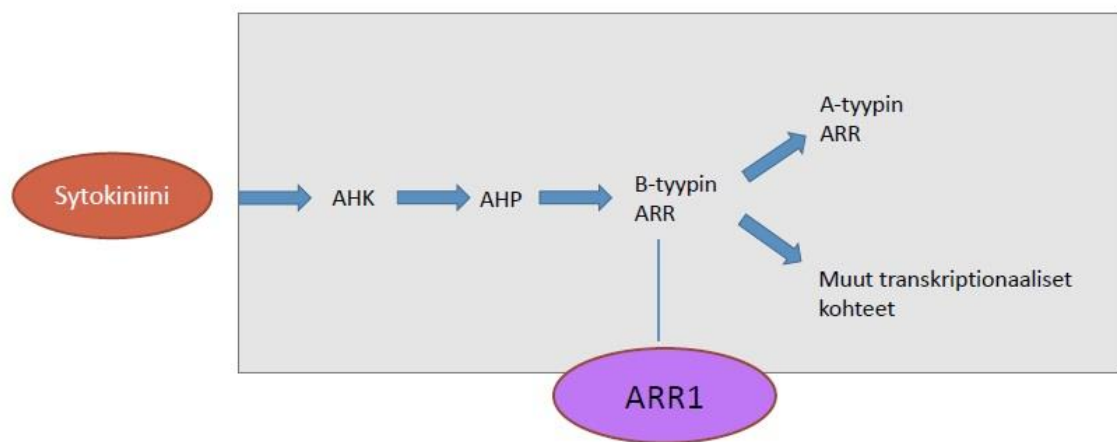 Sytokiniini
AHK
AHP
B-tyypin
ARR
A-tyypin
ARR
Muut transkriptionaaliset
kohteet
ARR1